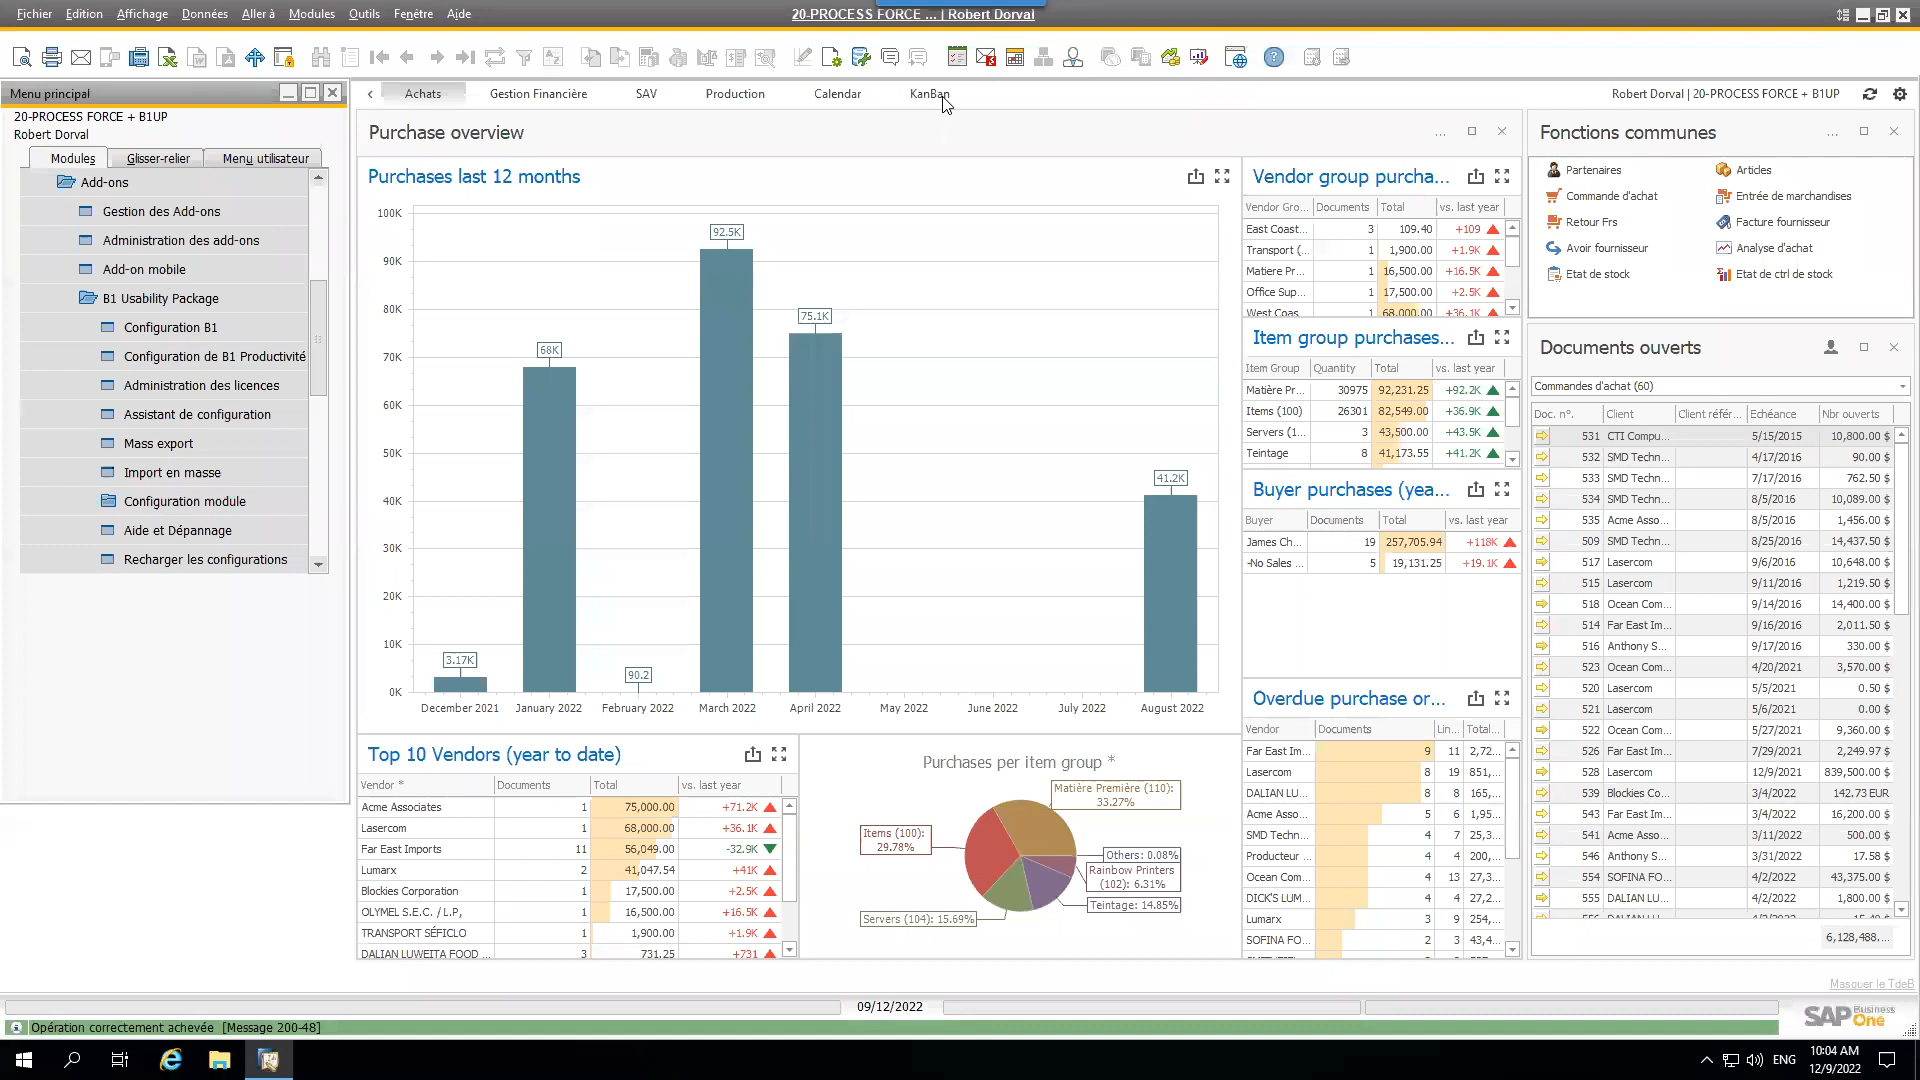 Fichier Edition Affichage Données Aller à Modules Outils Fenêtre Aide
20-PROCESS FORCE ... | Robert Dorval
Menu principal
20-PROCESS FORCE + B1UP
Robert Dorval
Modules Glisser-relier Menu utilisateur
Add-ons
Gestion des Add-ons
Administration des add-ons
Add-on mobile
B1 Usability Package
Configuration B1
Configuration de B1 Productivité
Administration des licences
Assistant de configuration
Mass export
Import en masse
Configuration module
Aide et Dépannage
Recharger les configurations
Achats Gestion Financière SAV Production Calendar KanBan
Robert Dorval | 20-PROCESS FORCE + B1UP
Purchase overview
Purchases last 12 months
100K
90K
80K
70K
60K
50K
40K
30K
20K
10K
0K
3.17K
68K
90.2
92.5K
75.1K
41.2K
December 2021 January 2022 February 2022 March 2022 April 2022 May 2022 June 2022 July 2022 August 2022
Top 10 Vendors (year to date)
Vendor * Documents Total vs. last year
Acme Associates 1 75,000.00 +71.2K
Lasercom 1 68,000.00 +36.1K
Far East Imports 11 56,049.00 -32.9K
Lumarx 2 41,047.54 +41K
Blockies Corporation 1 17,500.00 +2.5K
OLYMEL S.E.C. / L.P, 1 16,500.00 +16.5K
TRANSPORT SÉFICLO 1 1,900.00 +1.9K
DALIAN LUWEITA FOOD ... 3 731.25 +731
Purchases per item group *
Matière Première (110):
33.27%
Items (100):
29.78%
Others: 0.08%
Rainbow Printers
(102): 6.31%
Teintage: 14.85%
Servers (104): 15.69%
Vendor group purcha...
Vendor Gro... Documents Total vs. last year
East Coast... 3 109.40 +109
Transport (... 1 1,900.00 +1.9K
Matiere Pr... 1 16,500.00 +16.5K
Office Sup... 1 17,500.00 +2.5K
West Coas 1 68,000.00 +36.1K
Item group purchases...
Item Group Quantity Total vs. last year
Matière Pr... 30975 92,231.25 +92.2K
Items (100) 26301 82,549.00 +36.9K
Servers (1... 3 43,500.00 +43.5K
Teintage 8 41,173.55 +41.2K
Buyer purchases (yea...
Buyer Documents Total vs. last year
James Ch... 19 257,705.94 +118K
-No Sales ... 5 19,131.25 +19.1K
Overdue purchase or...
Vendor Documents Lin... Total...
Far East Im... 9 11 2,72...
Lasercom 8 19 851,...
DALIAN LU... 8 8 165,...
Acme Asso... 5 6 1,95...
SMD Techn... 4 7 25,3...
Producteur ... 4 4 200,...
Ocean Com... 4 13 27,3...
DICK'S LUM... 4 4 27,2...
Lumarx 3 9 254,...
SOFINA FO... 2 3 43,4...
Fonctions communes
Partenaires Articles
Commande d'achat Entrée de marchandises
Retour Frs Facture fournisseur
Avoir fournisseur Analyse d'achat
Etat de stock Etat de ctrl de stock
Documents ouverts
Commandes d'achat (60)
Doc. n°. Client Client référ... Echéance Nbr ouverts
531 CTI Compu... 5/15/2015 10,800.00 $
532 SMD Techn... 4/17/2016 90.00 $
533 SMD Techn... 7/17/2016 762.50 $
534 SMD Techn... 8/5/2016 10,089.00 $
535 Acme Asso... 8/5/2016 1,456.00 $
509 SMD Techn... 8/25/2016 14,437.50 $
517 Lasercom 9/6/2016 10,648.00 $
515 Lasercom 9/11/2016 1,219.50 $
518 Ocean Com... 9/14/2016 14,400.00 $
514 Far East Im... 9/16/2016 2,011.50 $
516 Anthony S... 9/17/2016 330.00 $
523 Ocean Com... 4/20/2021 3,570.00 $
520 Lasercom 5/5/2021 0.50 $
521 Lasercom 5/6/2021 0.00 $
522 Ocean Com... 5/27/2021 9,360.00 $
526 Far East Im... 7/29/2021 2,249.97 $
528 Lasercom 12/9/2021 839,500.00 $
539 Blockies Co... 3/4/2022 142.73 EUR
543 Far East Im... 3/4/2022 16,200.00 $
541 Acme Asso... 3/11/2022 500.00 $
546 Anthony S... 3/31/2022 17.58 $
554 SOFINA FO... 4/2/2022 43,375.00 $
555 DALIAN LU... 4/2/2022 1,800.00 $
6,128,488....
Masquer le TdeB
09/12/2022
Opération correctement achevée [Message 200-48]
SAP Business One
ENG
10:04 AM
12/9/2022